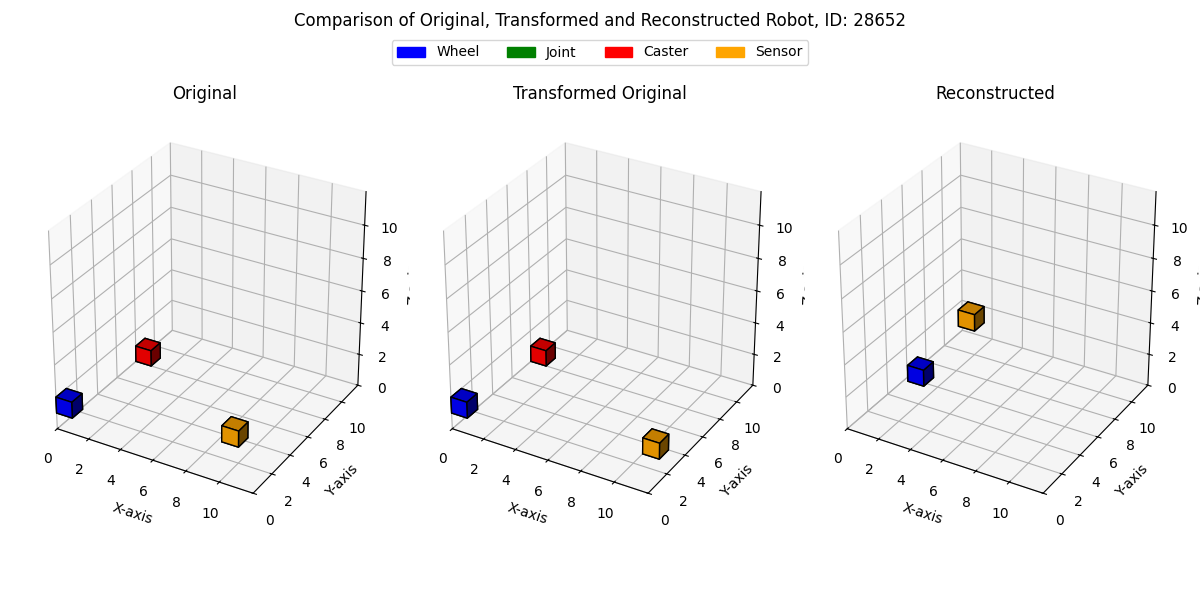 Comparison of Original, Transformed and Reconstructed Robot, ID: 28652
Wheel Joint Caster Sensor
Original
Transformed Original
Reconstructed
0 2 4 6 8 10
X-axis
0 2 4 6 8 10
Y-axis
0 2 4 6 8 10
0 2 4 6 8 10
X-axis
0 2 4 6 8 10
Y-axis
0 2 4 6 8 10
0 2 4 6 8 10
X-axis
0 2 4 6 8 10
Y-axis
0 2 4 6 8 10